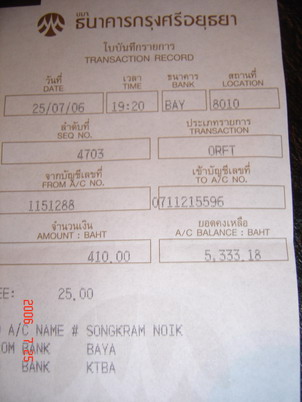 บมจ.
ธนาคารกรุงศรีอยุธยา
ใบบันทึกรายการ
TRANSACTION RECORD
วันที่ เวลา ธนาคาร สถานที่
DATE TIME BANK LOCATION
25/07/06 19:20 BAY 8010
ลำดับที่ ประเภทรายการ
SEQ NO. TRANSACTION
4703 ORFT
จากบัญชีเลขที่ เข้าบัญชีเลขที่
FROM A/C NO. TO A/C NO.
1151288 0711215596
จำนวนเงิน ยอดคงเหลือ
AMOUNT : BAHT A/C BALANCE : BAHT
410.00 5,333.18
EE: 25.00
A/C NAME # SONGKRAM NOIK
OM BANK BAYA
BANK KTBA
2006 7 25